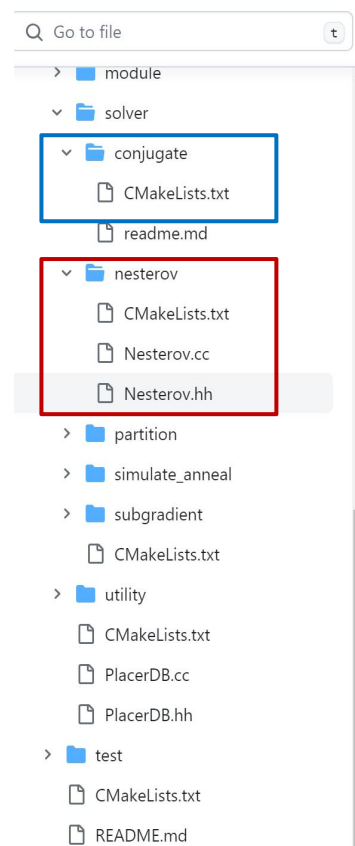 Go to file
t
module
solver
conjugate
CMakeLists.txt
readme.md
nesterov
CMakeLists.txt
Nesterov.cc
Nesterov.hh
partition
simulate_anneal
subgradient
CMakeLists.txt
utility
CMakeLists.txt
PlacerDB.cc
PlacerDB.hh
test
CMakeLists.txt
README.md